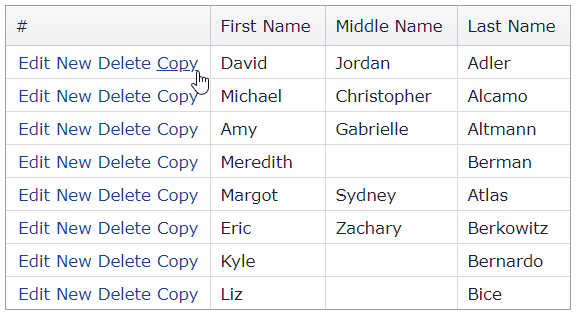 # First Name Middle Name Last Name
Edit New Delete Copy David Jordan Adler
Edit New Delete Copy Michael Christopher Alcamo
Edit New Delete Copy Amy Gabrielle Altmann
Edit New Delete Copy Meredith Berman
Edit New Delete Copy Margot Sydney Atlas
Edit New Delete Copy Eric Zachary Berkowitz
Edit New Delete Copy Kyle Bernardo
Edit New Delete Copy Liz Bice